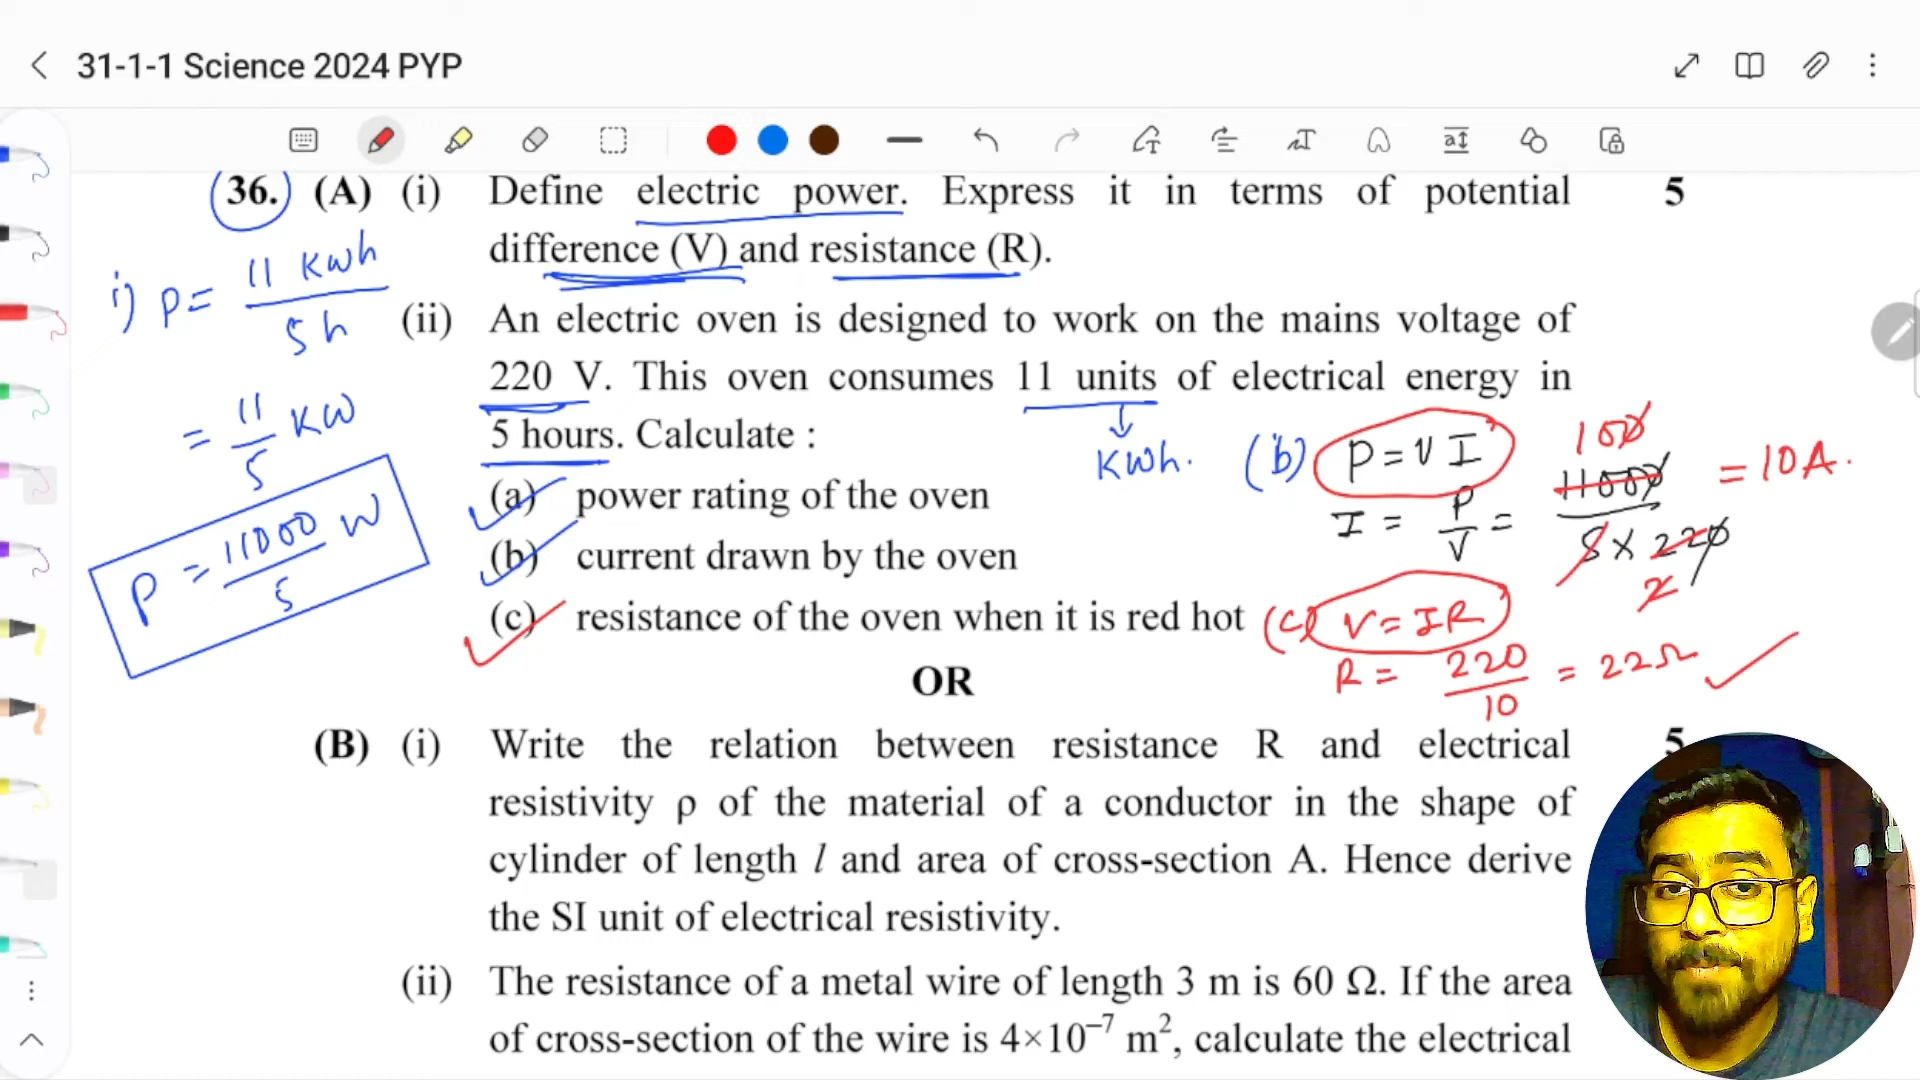 31-1-1 Science 2024 PYP
36. (A) (i) Define electric power. Express it in terms of potential 5
difference (V) and resistance (R).
i) P = 11 Kwh / 5 h
(ii) An electric oven is designed to work on the mains voltage of
220 V. This oven consumes 11 units of electrical energy in
= 11/5 KW
5 hours. Calculate :
Kwh.
(b) P = V I
(a) power rating of the oven
I = P/V = 11000 / 5 × 220 = 10A.
100
2
P = 11000/5 W
(b) current drawn by the oven
(c) resistance of the oven when it is red hot
(c) V = IR
R = 220/10 = 22Ω
OR
(B) (i) Write the relation between resistance R and electrical 5
resistivity ρ of the material of a conductor in the shape of
cylinder of length l and area of cross-section A. Hence derive
the SI unit of electrical resistivity.
(ii) The resistance of a metal wire of length 3 m is 60 Ω. If the area
of cross-section of the wire is 4×10⁻⁷ m², calculate the electrical